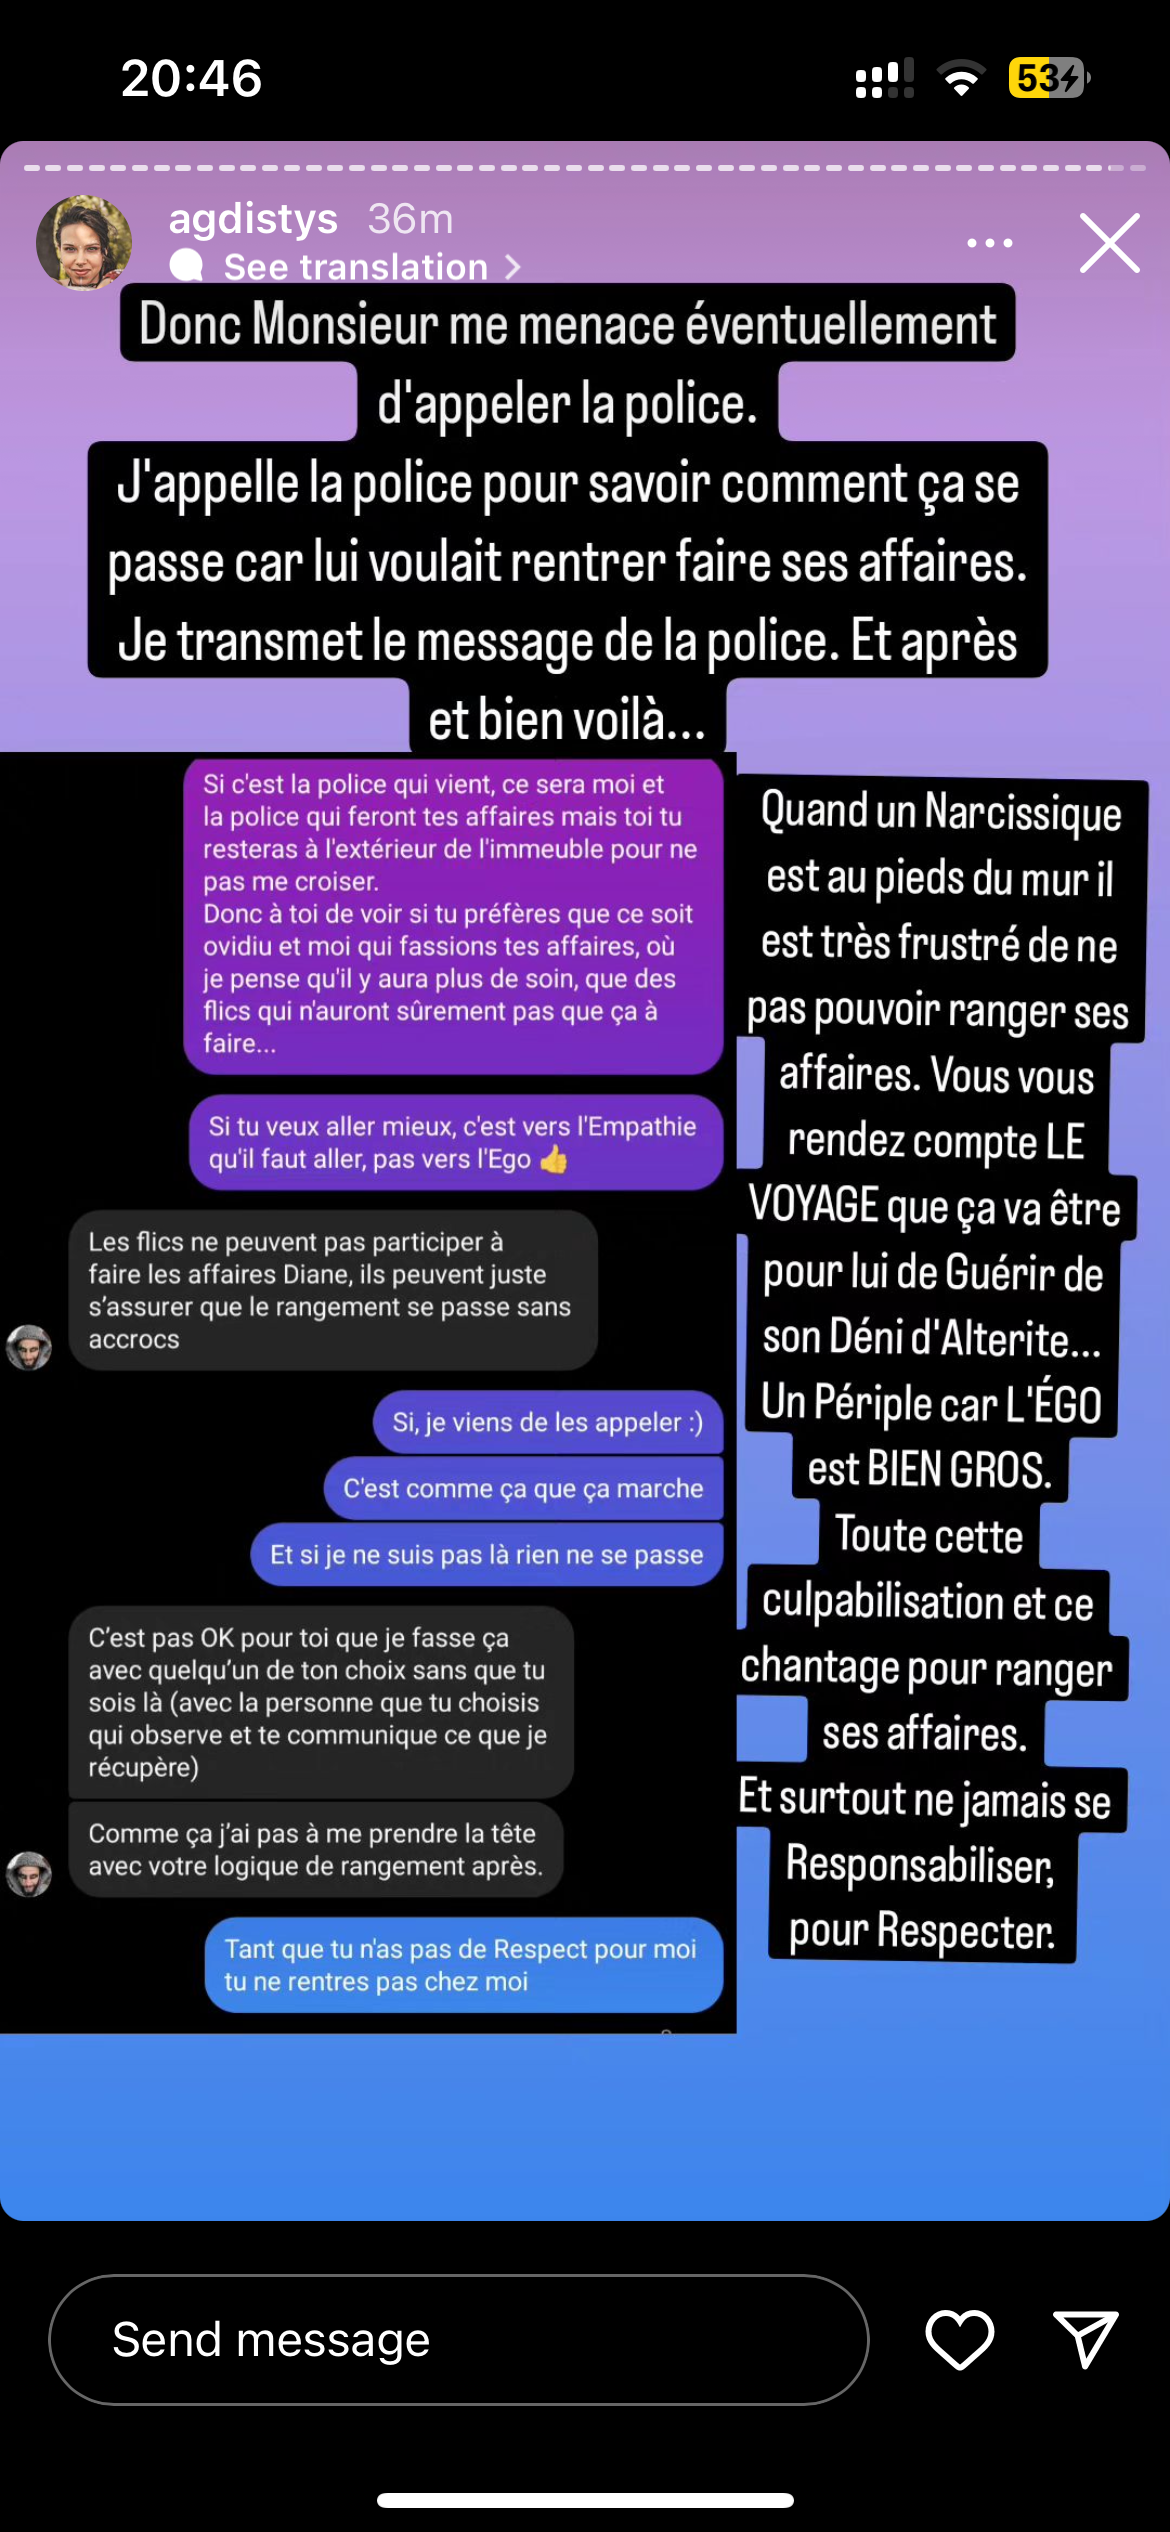 20:46
53
agdistys 36m
See translation
Donc Monsieur me menace éventuellement
d'appeler la police.
J'appelle la police pour savoir comment ça se
passe car lui voulait rentrer faire ses affaires.
Je transmet le message de la police. Et après
et bien voilà...
Si c'est la police qui vient, ce sera moi et
la police qui feront tes affaires mais toi tu
resteras à l'extérieur de l'immeuble pour ne
pas me croiser.
Donc à toi de voir si tu préfères que ce soit
ovidiu et moi qui fassions tes affaires, où
je pense qu'il y aura plus de soin, que des
flics qui n'auront sûrement pas que ça à
faire...
Si tu veux aller mieux, c'est vers l'Empathie
qu'il faut aller, pas vers l'Ego 👍
Les flics ne peuvent pas participer à
faire les affaires Diane, ils peuvent juste
s’assurer que le rangement se passe sans
accrocs
Si, je viens de les appeler :)
C'est comme ça que ça marche
Et si je ne suis pas là rien ne se passe
C’est pas OK pour toi que je fasse ça
avec quelqu’un de ton choix sans que tu
sois là (avec la personne que tu choisis
qui observe et te communique ce que je
récupère)
Comme ça j’ai pas à me prendre la tête
avec votre logique de rangement après.
Tant que tu n'as pas de Respect pour moi
tu ne rentres pas chez moi
Quand un Narcissique
est au pieds du mur il
est très frustré de ne
pas pouvoir ranger ses
affaires. Vous vous
rendez compte LE
VOYAGE que ça va être
pour lui de Guérir de
son Déni d'Alterite...
Un Périple car L'ÉGO
est BIEN GROS.
Toute cette
culpabilisation et ce
chantage pour ranger
ses affaires.
Et surtout ne jamais se
Responsabiliser,
pour Respecter.
Send message